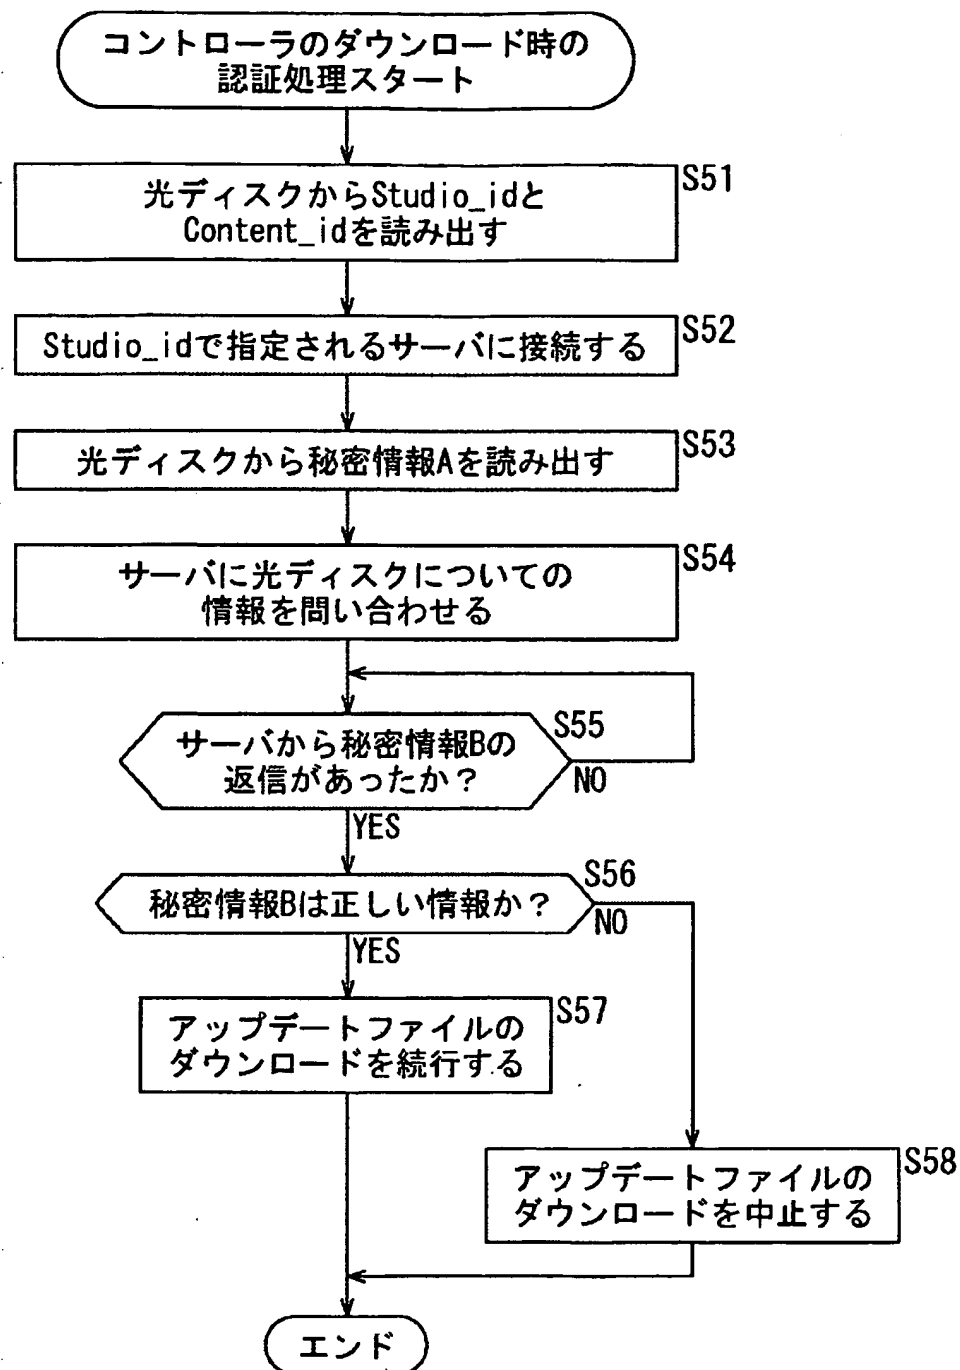 コントローラのダウンロード時の
認証処理スタート
S51
光ディスクからStudio_idと
Content_idを読み出す
S52
Studio_idで指定されるサーバに接続する
S53
光ディスクから秘密情報Aを読み出す
S54
サーバに光ディスクについての
情報を問い合わせる
S55
サーバから秘密情報Bの
返信があったか？
NO
YES
S56
秘密情報Bは正しい情報か？
NO
YES
S57
アップデートファイルの
ダウンロードを続行する
S58
アップデートファイルの
ダウンロードを中止する
エンド